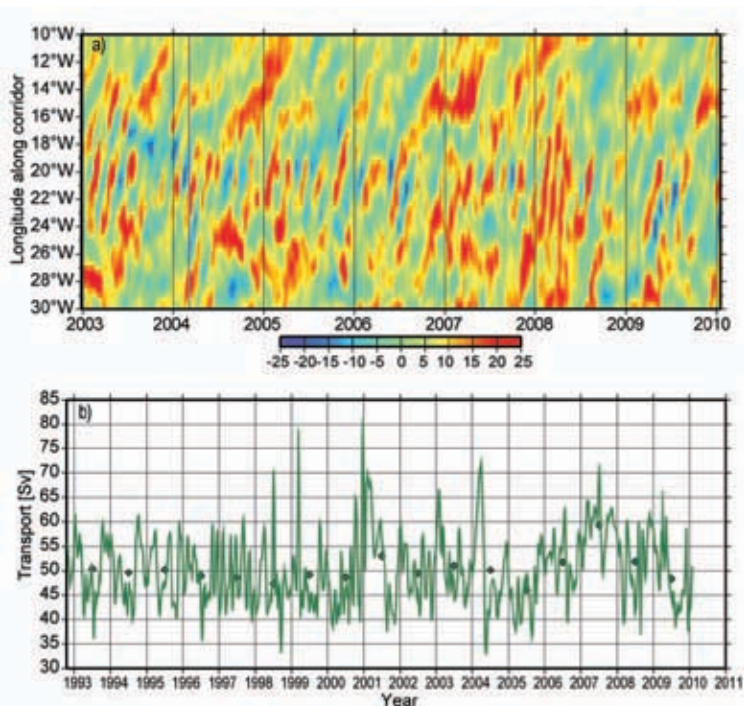 a)
Longitude along corridor
10°W
12°W
14°W
16°W
18°W
20°W
22°W
24°W
26°W
28°W
30°W
2003 2004 2005 2006 2007 2008 2009 2010
-25 -20 -15 -10 -5 0 5 10 15 20 25
b)
Transport [Sv]
85
80
75
70
65
60
55
50
45
40
35
30
1993 1994 1995 1996 1997 1998 1999 2000 2001 2002 2003 2004 2005 2006 2007 2008 2009 2010 2011
Year